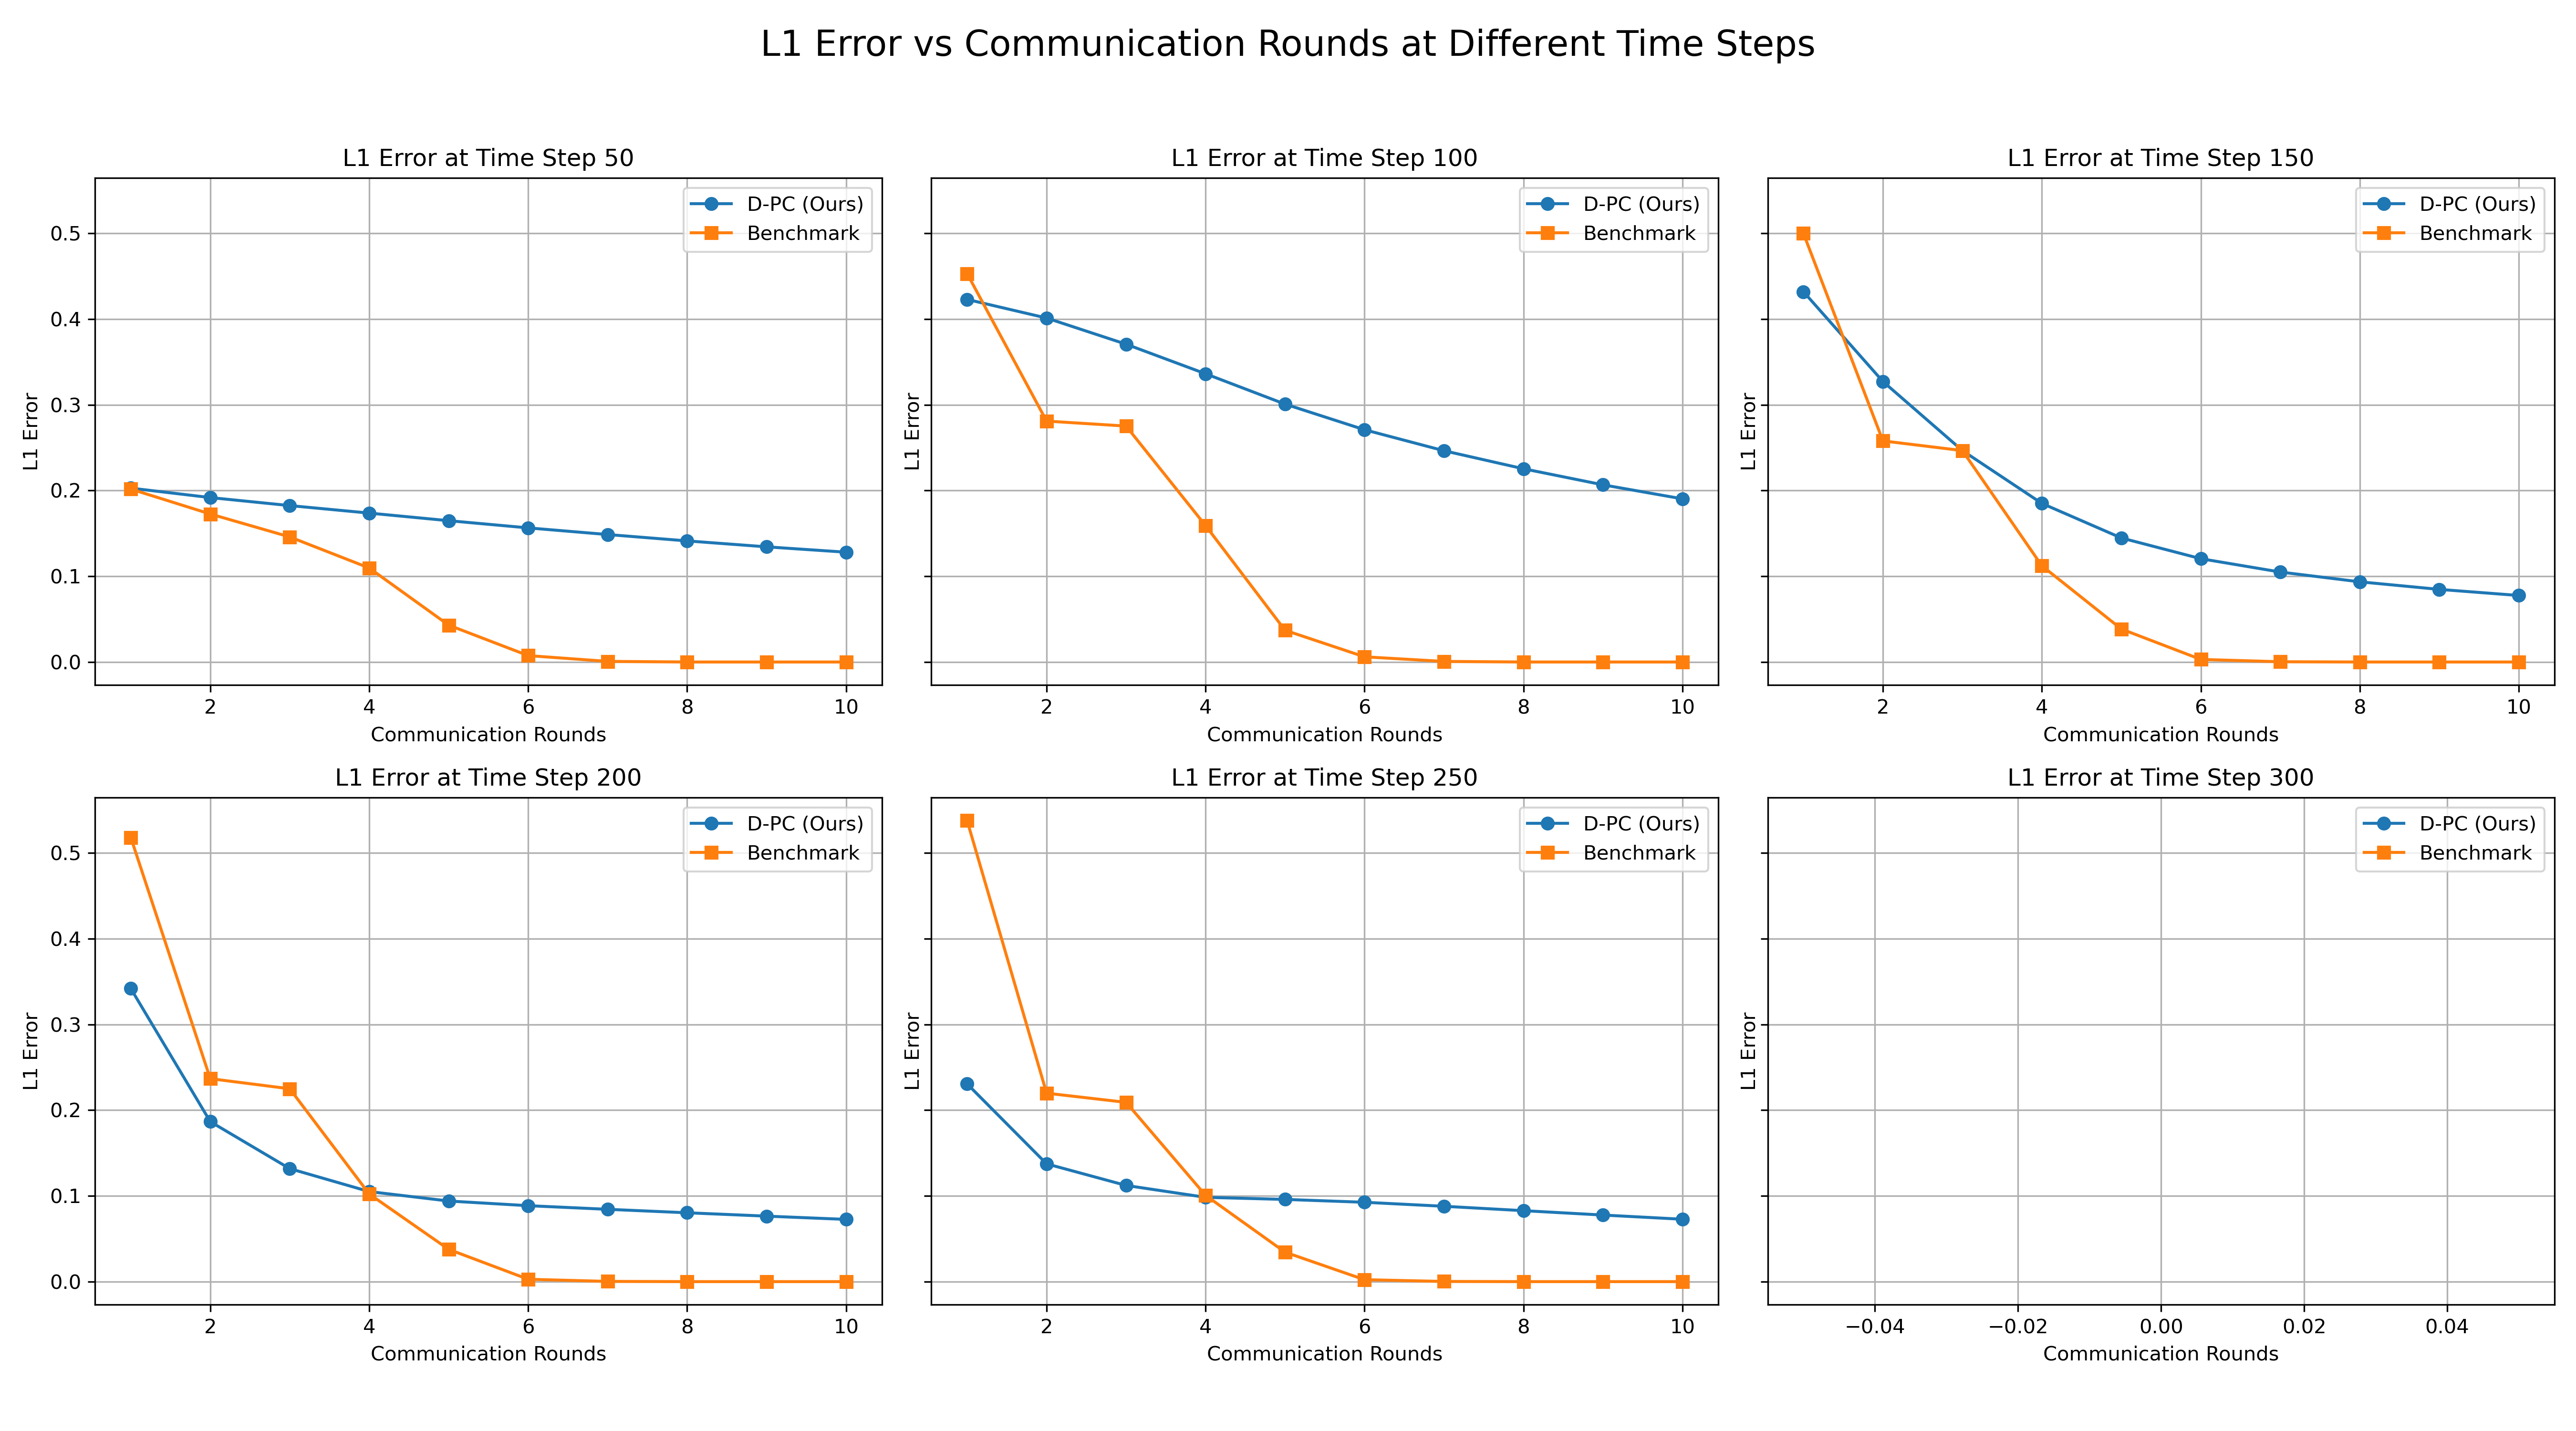 L1 Error vs Communication Rounds at Different Time Steps
L1 Error at Time Step 50
D-PC (Ours)
Benchmark
L1 Error
0.5
0.4
0.3
0.2
0.1
0.0
2 4 6 8 10
Communication Rounds
L1 Error at Time Step 100
D-PC (Ours)
Benchmark
L1 Error
2 4 6 8 10
Communication Rounds
L1 Error at Time Step 150
D-PC (Ours)
Benchmark
L1 Error
2 4 6 8 10
Communication Rounds
L1 Error at Time Step 200
D-PC (Ours)
Benchmark
L1 Error
0.5
0.4
0.3
0.2
0.1
0.0
2 4 6 8 10
Communication Rounds
L1 Error at Time Step 250
D-PC (Ours)
Benchmark
L1 Error
2 4 6 8 10
Communication Rounds
L1 Error at Time Step 300
D-PC (Ours)
Benchmark
L1 Error
−0.04 −0.02 0.00 0.02 0.04
Communication Rounds